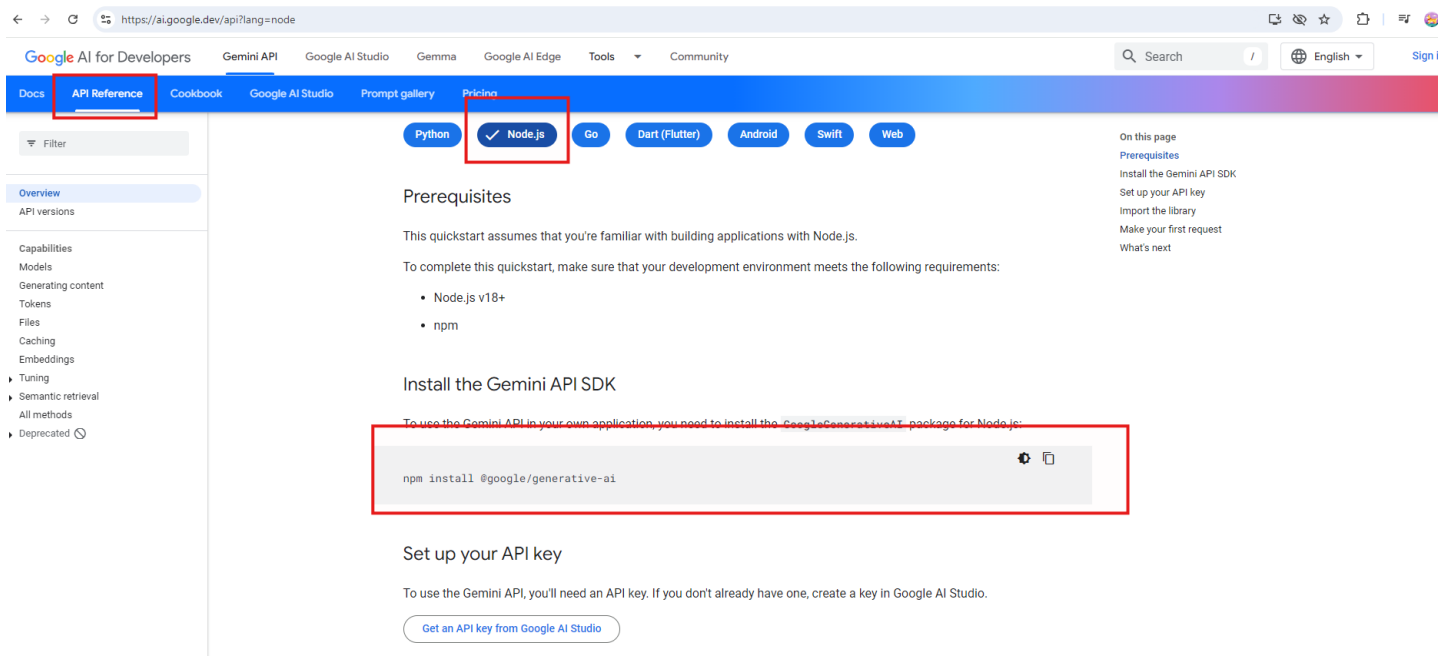 https://ai.google.dev/api?lang=node
Google AI for Developers
Gemini API
Google AI Studio
Gemma
Google AI Edge
Tools
Community
Search
/
English
Sign i
Docs
API Reference
Cookbook
Google AI Studio
Prompt gallery
Pricing
Filter
Overview
API versions
Capabilities
Models
Generating content
Tokens
Files
Caching
Embeddings
Tuning
Semantic retrieval
All methods
Deprecated
Python
Node.js
Go
Dart (Flutter)
Android
Swift
Web
Prerequisites
This quickstart assumes that you're familiar with building applications with Node.js.
To complete this quickstart, make sure that your development environment meets the following requirements:
• Node.js v18+
• npm
Install the Gemini API SDK
To use the Gemini API in your own application, you need to install the GoogleGenerativeAI package for Node.js:
npm install @google/generative-ai
Set up your API key
To use the Gemini API, you'll need an API key. If you don't already have one, create a key in Google AI Studio.
Get an API key from Google AI Studio
On this page
Prerequisites
Install the Gemini API SDK
Set up your API key
Import the library
Make your first request
What's next